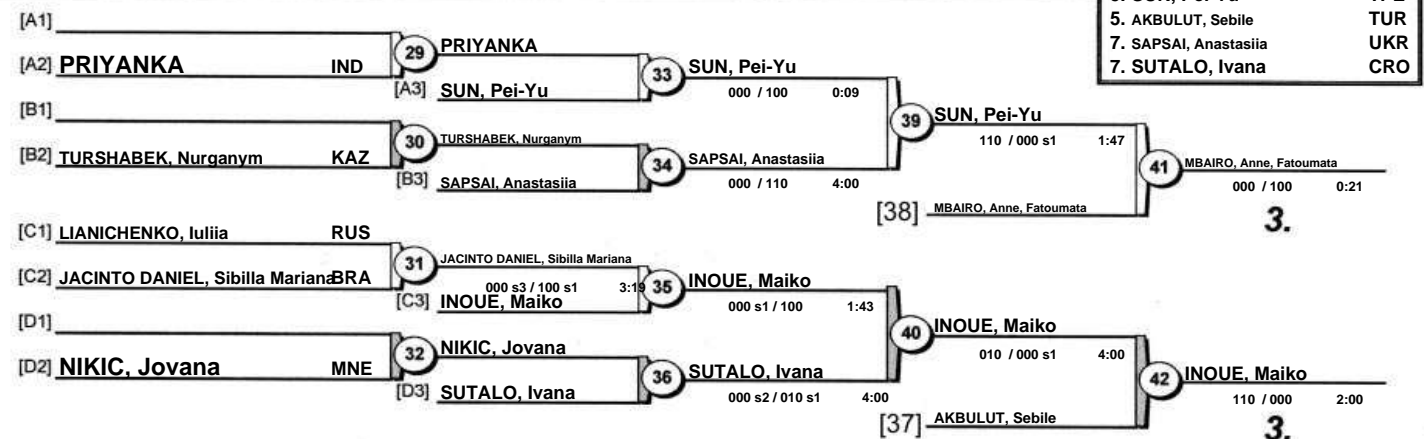 5. AKBULUT, Sebile TUR
7. SAPSAI, Anastasiia UKR
7. SUTALO, Ivana CRO
[A1]
[A2] PRIYANKA IND
29 PRIYANKA
[A3] SUN, Pei-Yu
33 SUN, Pei-Yu
000 / 100 0:09
[B1]
[B2] TURSHABEK, Nurganym KAZ
30 TURSHABEK, Nurganym
[B3] SAPSAI, Anastasiia
34 SAPSAI, Anastasiia
000 / 110 4:00
39 SUN, Pei-Yu
110 / 000 s1 1:47
[38] MBAIRO, Anne, Fatoumata
41 MBAIRO, Anne, Fatoumata
000 / 100 0:21
3.
[C1] LIANICHENKO, Iuliia RUS
[C2] JACINTO DANIEL, Sibilla Mariana BRA
31 JACINTO DANIEL, Sibilla Mariana
000 s3 / 100 s1 3:19
[C3] INOUE, Maiko
35 INOUE, Maiko
000 s1 / 100 1:43
[D1]
[D2] NIKIC, Jovana MNE
32 NIKIC, Jovana
[D3] SUTALO, Ivana
36 SUTALO, Ivana
000 s2 / 010 s1 4:00
40 INOUE, Maiko
010 / 000 s1 4:00
[37] AKBULUT, Sebile
42 INOUE, Maiko
110 / 000 2:00
3.